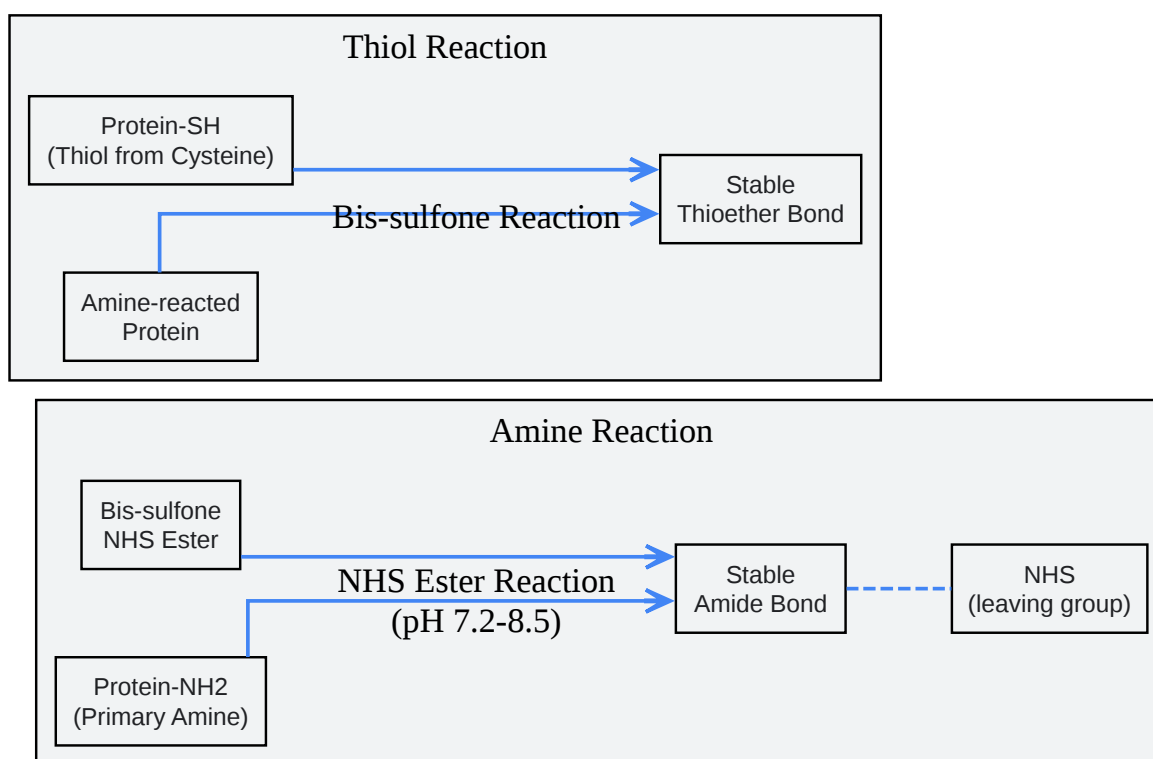 Thiol Reaction
Protein-SH
(Thiol from Cysteine)
Stable
Thioether Bond
Bis-sulfone Reaction
Amine-reacted
Protein
Amine Reaction
Bis-sulfone
NHS Ester
NHS Ester Reaction
(pH 7.2-8.5)
Stable
Amide Bond
NHS
(leaving group)
Protein-NH2
(Primary Amine)